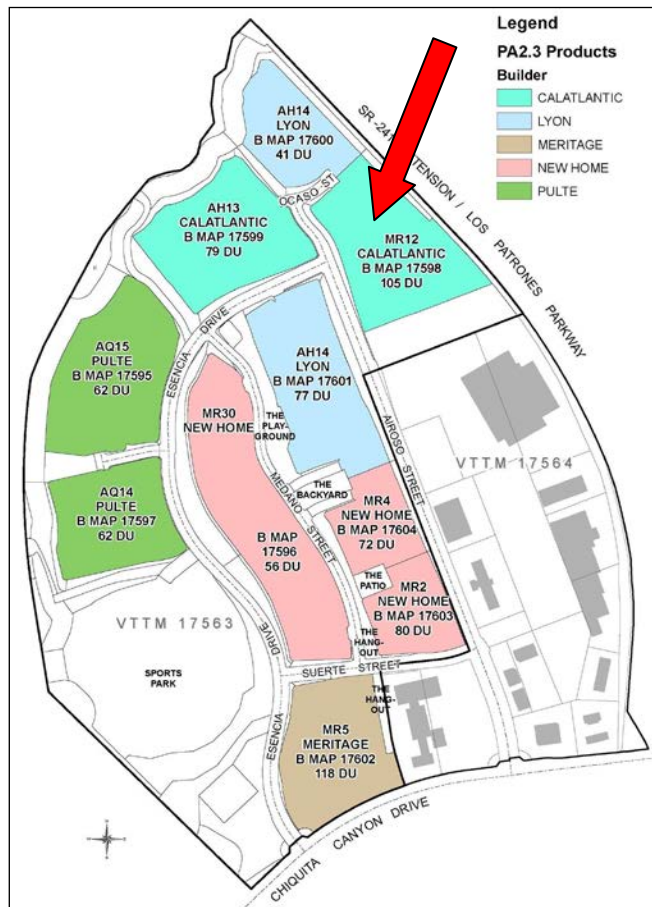 Legend
PA2.3 Products
Builder
CALATLANTIC
LYON
MERITAGE
NEW HOME
PULTE
AH14
LYON
B MAP 17600
41 DU
OCASO ST
SR-241 EXTENSION / LOS PATRONES PARKWAY
AH13
CALATLANTIC
B MAP 17599
79 DU
MR12
CALATLANTIC
B MAP 17598
105 DU
ESENCIA DRIVE
AQ15
PULTE
B MAP 17595
62 DU
AH14
LYON
B MAP 17601
77 DU
AIROSO STREET
MR30
NEW HOME
THE
PLAY-
GROUND
VTTM 17564
MEDANO STREET
THE
BACKYARD
AQ14
PULTE
B MAP 17597
62 DU
MR4
NEW HOME
B MAP 17604
72 DU
B MAP
17596
56 DU
THE
PATIO
MR2
NEW HOME
B MAP 17603
80 DU
VTTM 17563
THE
HANG-
OUT
SUERTE STREET
SPORTS
PARK
ESENCIA DRIVE
THE
HANG-
OUT
MR5
MERITAGE
B MAP 17602
118 DU
CHIQUITA CANYON DRIVE